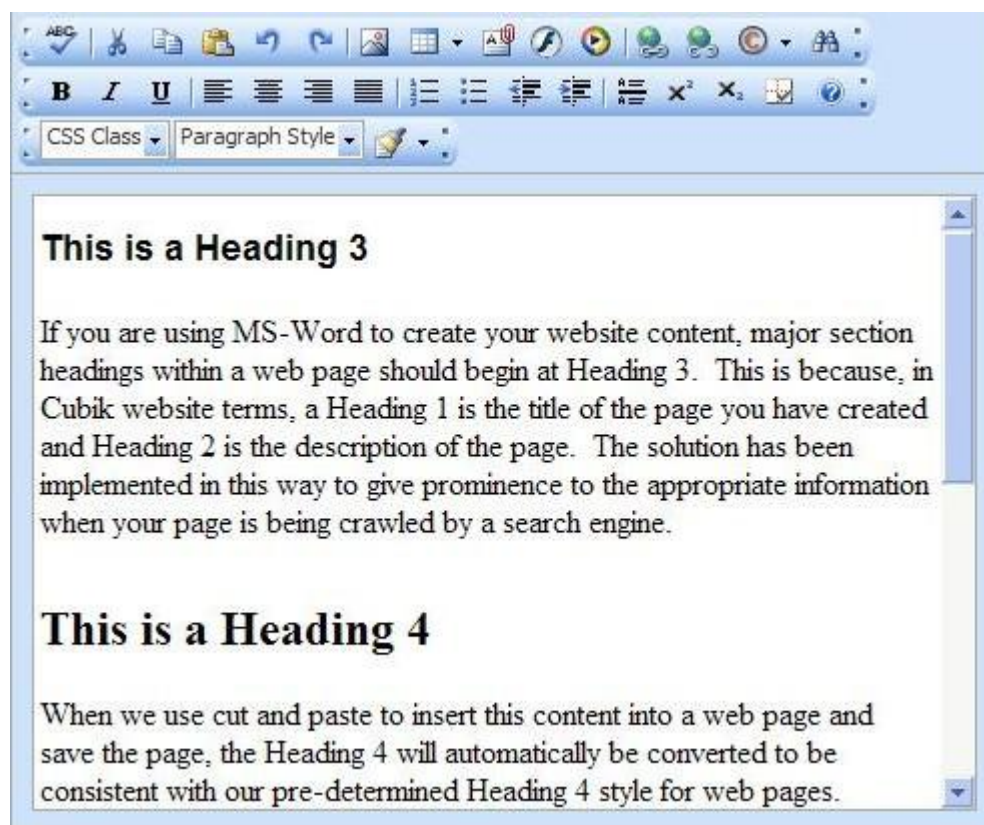 ABC
B I U x² x₂
CSS Class Paragraph Style
This is a Heading 3
If you are using MS-Word to create your website content, major section
headings within a web page should begin at Heading 3.  This is because, in
Cubik website terms, a Heading 1 is the title of the page you have created
and Heading 2 is the description of the page.  The solution has been
implemented in this way to give prominence to the appropriate information
when your page is being crawled by a search engine.
This is a Heading 4
When we use cut and paste to insert this content into a web page and
save the page, the Heading 4 will automatically be converted to be
consistent with our pre-determined Heading 4 style for web pages.